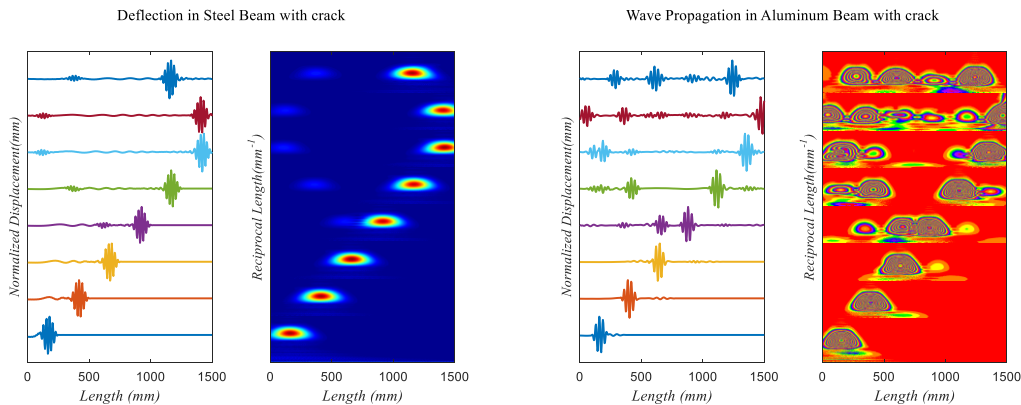 Deflection in Steel Beam with crack
Wave Propagation in Aluminum Beam with crack
Normalized Displacement(mm)
0 500 1000 1500
Length (mm)
Reciprocal Length(mm⁻¹)
0 500 1000 1500
Length (mm)
Normalized Displacement(mm)
0 500 1000 1500
Length (mm)
Reciprocal Length(mm⁻¹)
0 500 1000 1500
Length (mm)